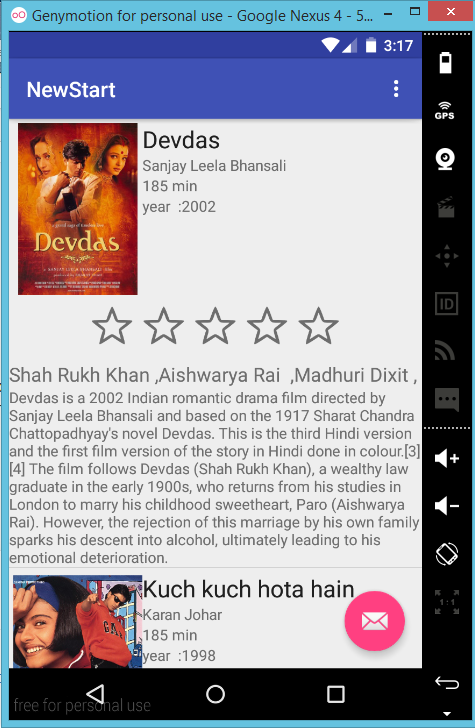 Genymotion for personal use - Google Nexus 4 - 5...
3:17
NewStart
Devdas
Sanjay Leela Bhansali
185 min
year :2002
Devdas
Shah Rukh Khan ,Aishwarya Rai ,Madhuri Dixit ,
Devdas is a 2002 Indian romantic drama film directed by
Sanjay Leela Bhansali and based on the 1917 Sharat Chandra
Chattopadhyay's novel Devdas. This is the third Hindi version
and the first film version of the story in Hindi done in colour.[3]
[4] The film follows Devdas (Shah Rukh Khan), a wealthy law
graduate in the early 1900s, who returns from his studies in
London to marry his childhood sweetheart, Paro (Aishwarya
Rai). However, the rejection of this marriage by his own family
sparks his descent into alcohol, ultimately leading to his
emotional deterioration.
Kuch kuch hota hain
Karan Johar
185 min
year :1998
GAP
free for personal use
GPS
ID
1:1